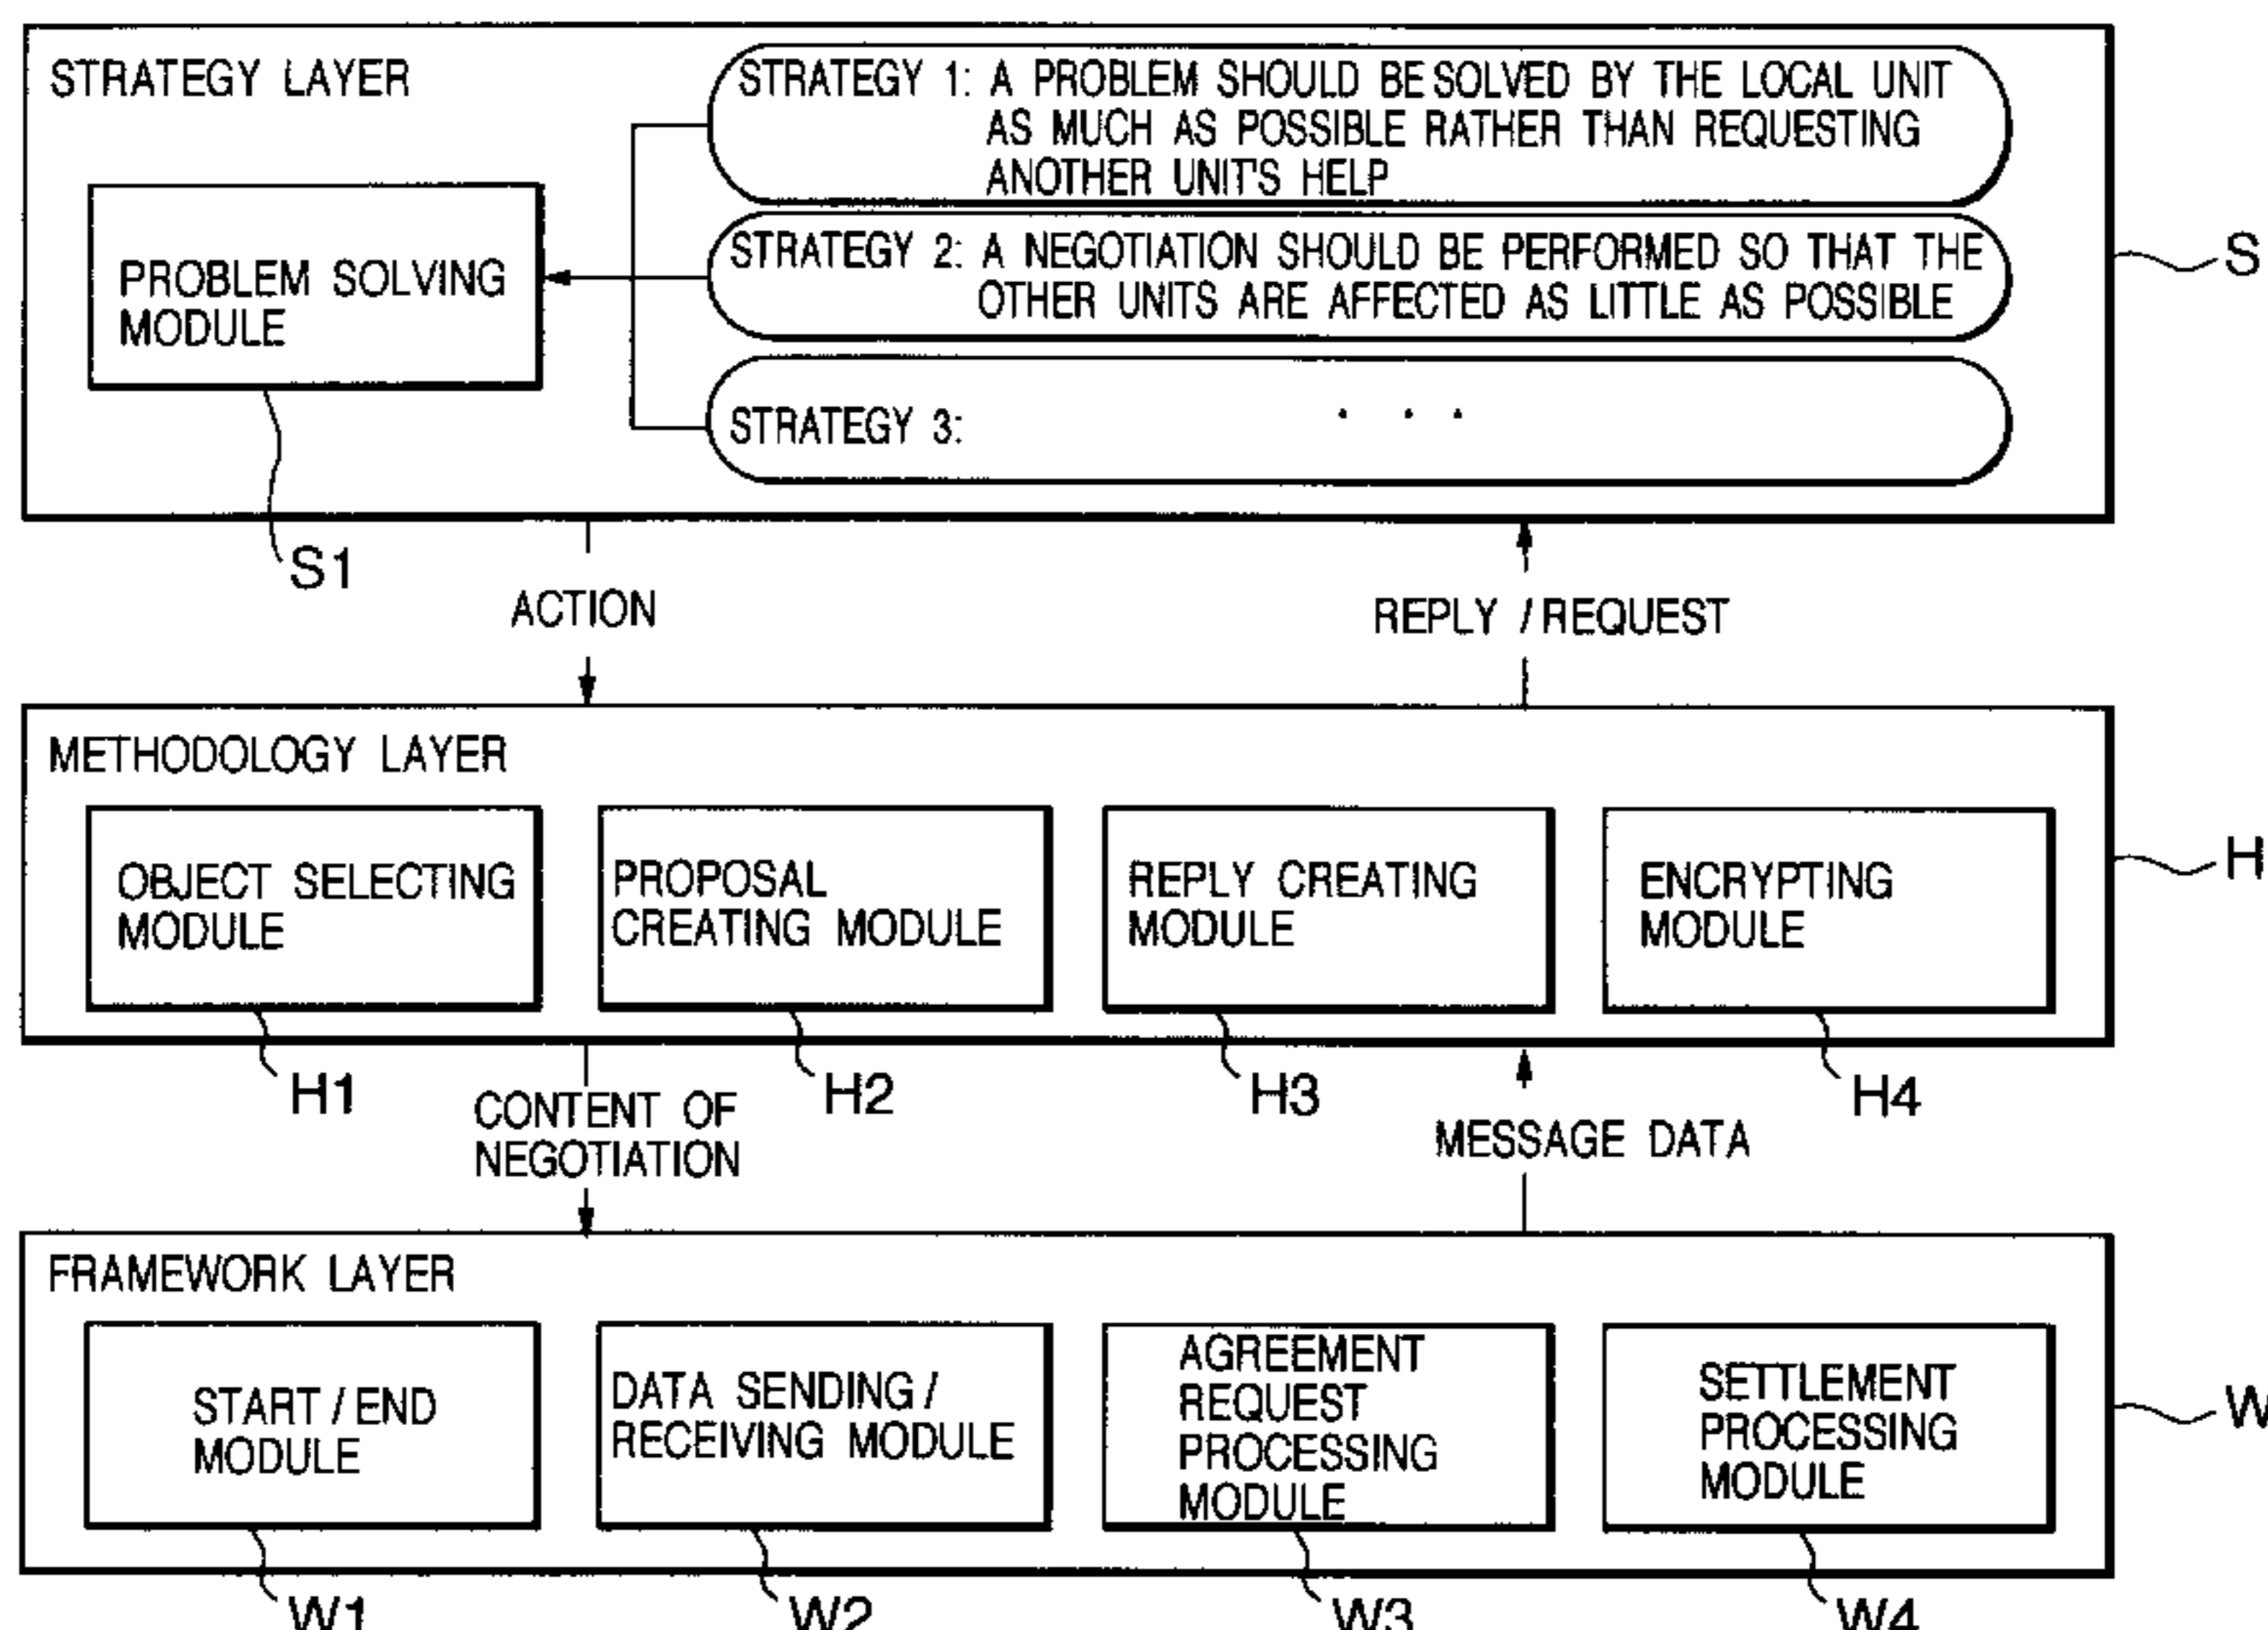 STRATEGY LAYER
STRATEGY 1: A PROBLEM SHOULD BE SOLVED BY THE LOCAL UNIT
AS MUCH AS POSSIBLE RATHER THAN REQUESTING
ANOTHER UNIT'S HELP
PROBLEM SOLVING
MODULE
STRATEGY 2: A NEGOTIATION SHOULD BE PERFORMED SO THAT THE
OTHER UNITS ARE AFFECTED AS LITTLE AS POSSIBLE
STRATEGY 3: . . .
S
S1
ACTION
REPLY / REQUEST
METHODOLOGY LAYER
OBJECT SELECTING
MODULE
PROPOSAL
CREATING MODULE
REPLY CREATING
MODULE
ENCRYPTING
MODULE
H
H1
H2
H3
H4
CONTENT OF
NEGOTIATION
MESSAGE DATA
FRAMEWORK LAYER
START / END
MODULE
DATA SENDING /
RECEIVING MODULE
AGREEMENT
REQUEST
PROCESSING
MODULE
SETTLEMENT
PROCESSING
MODULE
W
W1
W2
W3
W4